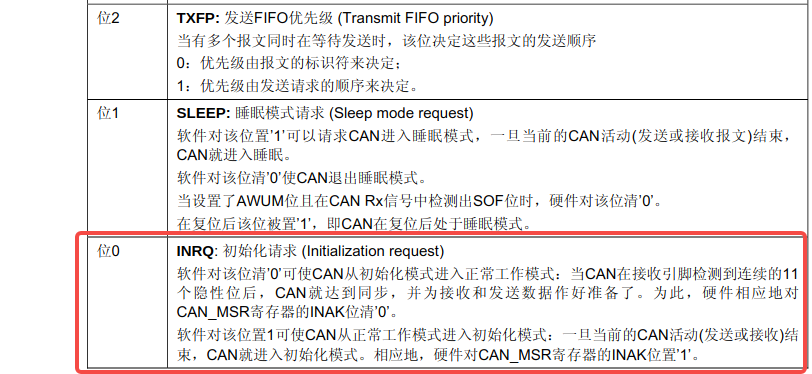 位2
TXFP: 发送FIFO优先级 (Transmit FIFO priority)
当有多个报文同时在等待发送时，该位决定这些报文的发送顺序
0：优先级由报文的标识符来决定；
1：优先级由发送请求的顺序来决定。
位1
SLEEP: 睡眠模式请求 (Sleep mode request)
软件对该位置’1’可以请求CAN进入睡眠模式，一旦当前的CAN活动(发送或接收报文)结束，
CAN就进入睡眠。
软件对该位清’0’使CAN退出睡眠模式。
当设置了AWUM位且在CAN Rx信号中检测出SOF位时，硬件对该位清’0’。
在复位后该位被置’1’，即CAN在复位后处于睡眠模式。
位0
INRQ: 初始化请求 (Initialization request)
软件对该位清’0’可使CAN从初始化模式进入正常工作模式：当CAN在接收引脚检测到连续的11
个隐性位后，CAN就达到同步，并为接收和发送数据作好准备了。为此，硬件相应地对
CAN_MSR寄存器的INAK位清’0’。
软件对该位置1可使CAN从正常工作模式进入初始化模式：一旦当前的CAN活动(发送或接收)结
束，CAN就进入初始化模式。相应地，硬件对CAN_MSR寄存器的INAK位置’1’。